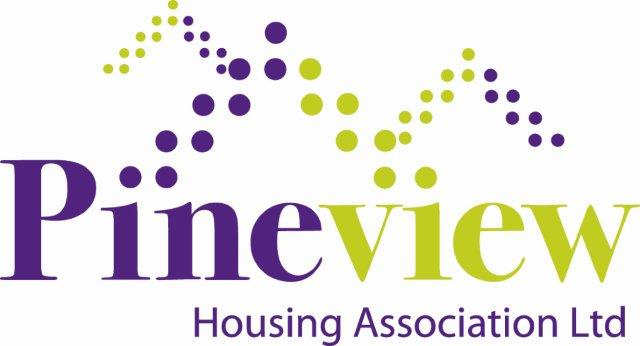 Pineview
Housing Association Ltd